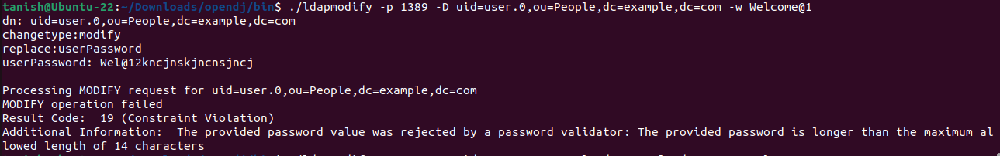 tanish@Ubuntu-22:~/Downloads/opendj/bin$ ./ldapmodify -p 1389 -D uid=user.0,ou=People,dc=example,dc=com -w Welcome@1
dn: uid=user.0,ou=People,dc=example,dc=com
changetype:modify
replace:userPassword
userPassword: Wel@12kncjnskjncnsjncj
Processing MODIFY request for uid=user.0,ou=People,dc=example,dc=com
MODIFY operation failed
Result Code:  19 (Constraint Violation)
Additional Information:  The provided password value was rejected by a password validator: The provided password is longer than the maximum al
lowed length of 14 characters